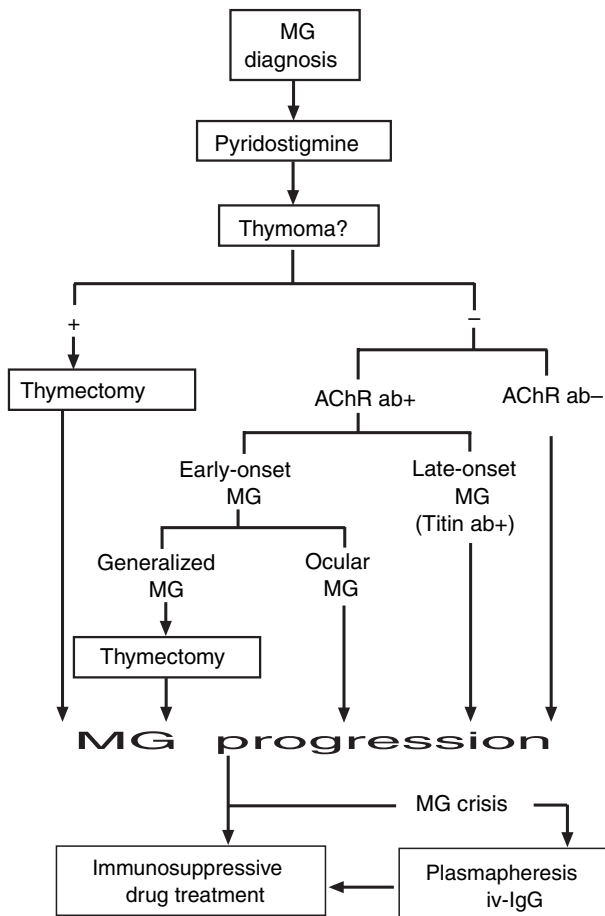 MG
diagnosis
Pyridostigmine
Thymoma?
+
–
Thymectomy
AChR ab+
AChR ab–
Early-onset
MG
Late-onset
MG
(Titin ab+)
Generalized
MG
Ocular
MG
Thymectomy
MG progression
MG crisis
Immunosuppressive
drug treatment
Plasmapheresis
iv-IgG